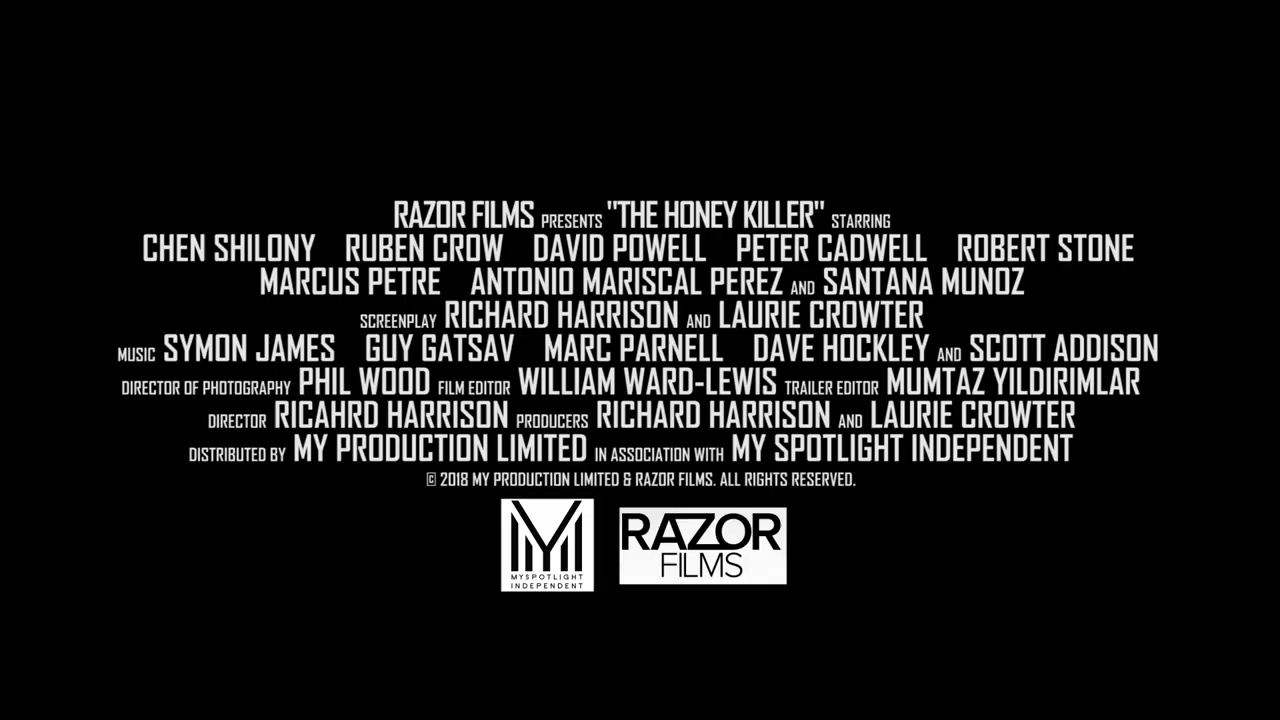 RAZOR FILMS PRESENTS "THE HONEY KILLER" STARRING
CHEN SHILONY RUBEN CROW DAVID POWELL PETER CADWELL ROBERT STONE
MARCUS PETRE ANTONIO MARISCAL PEREZ AND SANTANA MUNOZ
SCREENPLAY RICHARD HARRISON AND LAURIE CROWTER
MUSIC SYMON JAMES GUY GATSAV MARC PARNELL DAVE HOCKLEY AND SCOTT ADDISON
DIRECTOR OF PHOTOGRAPHY PHIL WOOD FILM EDITOR WILLIAM WARD-LEWIS TRAILER EDITOR MUMTAZ YILDIRIMLAR
DIRECTOR RICAHRD HARRISON PRODUCERS RICHARD HARRISON AND LAURIE CROWTER
DISTRIBUTED BY MY PRODUCTION LIMITED IN ASSOCIATION WITH MY SPOTLIGHT INDEPENDENT
© 2018 MY PRODUCTION LIMITED & RAZOR FILMS. ALL RIGHTS RESERVED.
MYSPOTLIGHT
INDEPENDENT
RAZOR
FILMS